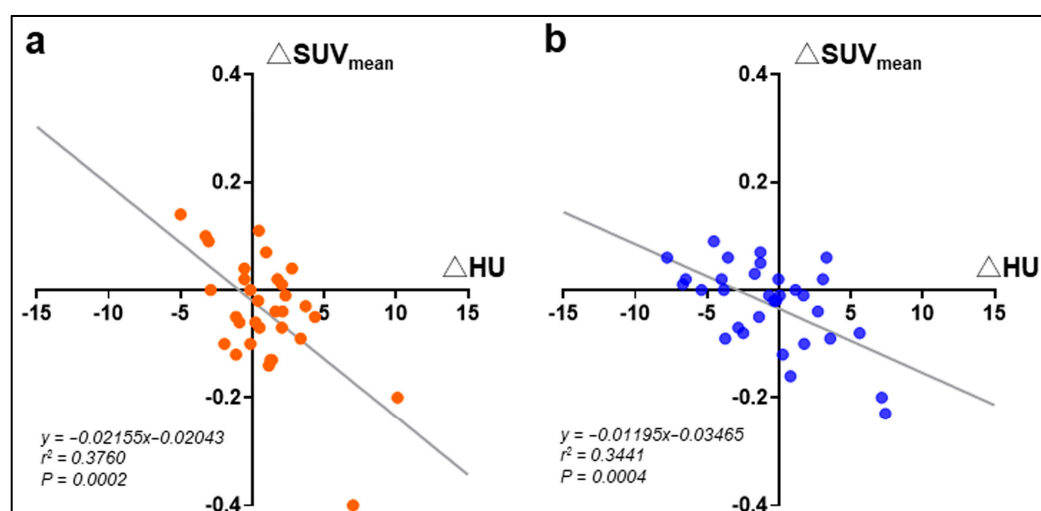 a
△SUVmean
0.4
0.2
△HU
-15 -10 -5 5 10 15
-0.2
y = −0.02155x−0.02043
r² = 0.3760
P = 0.0002
-0.4
b
△SUVmean
0.4
0.2
△HU
-15 -10 -5 5 10 15
-0.2
y = −0.01195x−0.03465
r² = 0.3441
P = 0.0004
-0.4